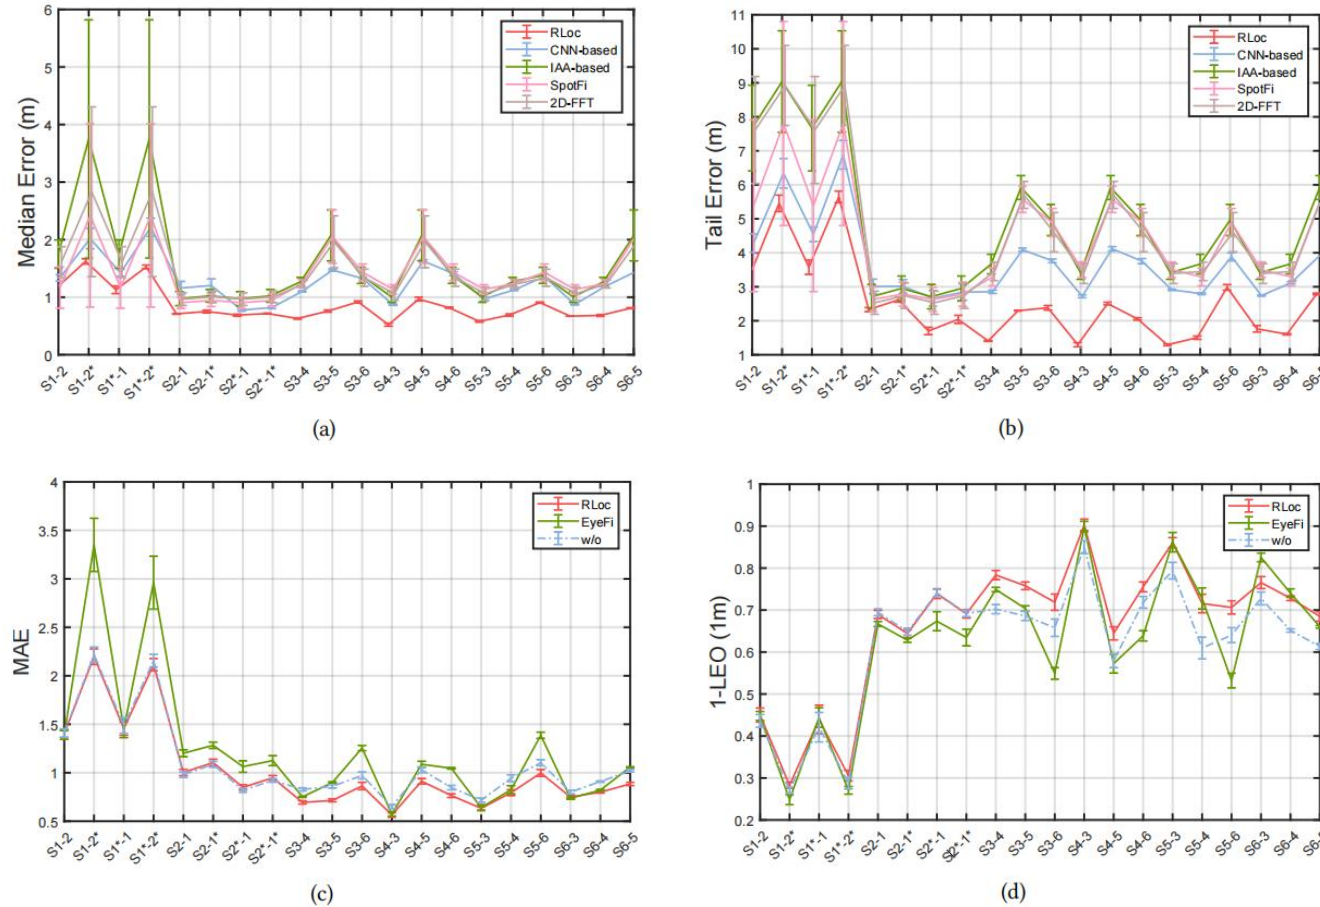 6
5
4
3
2
1
0
Median Error (m)
RLoc
CNN-based
IAA-based
SpotFi
2D-FFT
S1-2
S1-2*
S1*-1
S1*-2*
S2-1
S2-1*
S2*-1
S2*-1*
S3-4
S3-5
S3-6
S4-3
S4-5
S4-6
S5-3
S5-4
S5-6
S6-3
S6-4
S6-5
(a)
11
10
9
8
7
6
5
4
3
2
1
Tail Error (m)
RLoc
CNN-based
IAA-based
SpotFi
2D-FFT
S1-2
S1-2*
S1*-1
S1*-2*
S2-1
S2-1*
S2*-1
S2*-1*
S3-4
S3-5
S3-6
S4-3
S4-5
S4-6
S5-3
S5-4
S5-6
S6-3
S6-4
S6-5
(b)
4
3.5
3
2.5
2
1.5
1
0.5
MAE
RLoc
EyeFi
w/o
S1-2
S1-2*
S1*-1
S1*-2*
S2-1
S2-1*
S2*-1
S2*-1*
S3-4
S3-5
S3-6
S4-3
S4-5
S4-6
S5-3
S5-4
S5-6
S6-3
S6-4
S6-5
(c)
1
0.9
0.8
0.7
0.6
0.5
0.4
0.3
0.2
1-LEO (1m)
RLoc
EyeFi
w/o
S1-2
S1-2*
S1*-1
S1*-2*
S2-1
S2-1*
S2*-1
S2*-1*
S3-4
S3-5
S3-6
S4-3
S4-5
S4-6
S5-3
S5-4
S5-6
S6-3
S6-4
S6-5
(d)